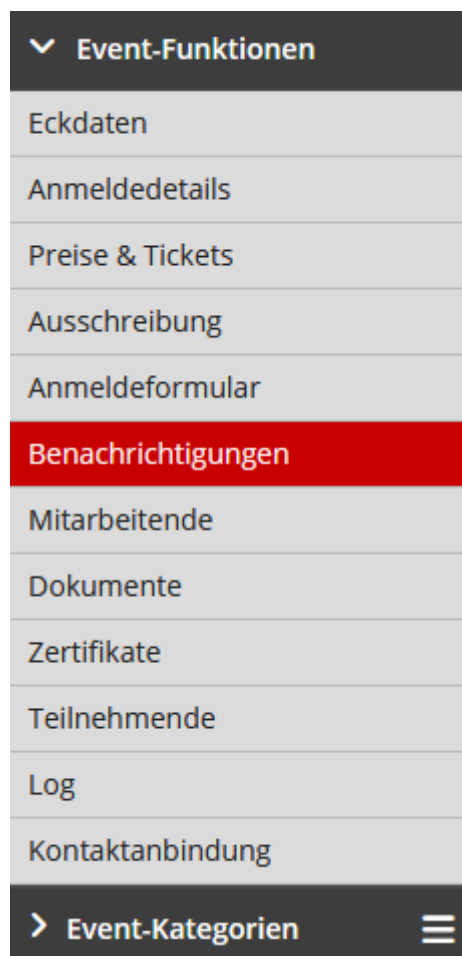 Event-Funktionen
Eckdaten
Anmeldedetails
Preise & Tickets
Ausschreibung
Anmeldeformular
Benachrichtigungen
Mitarbeitende
Dokumente
Zertifikate
Teilnehmende
Log
Kontaktanbindung
Event-Kategorien